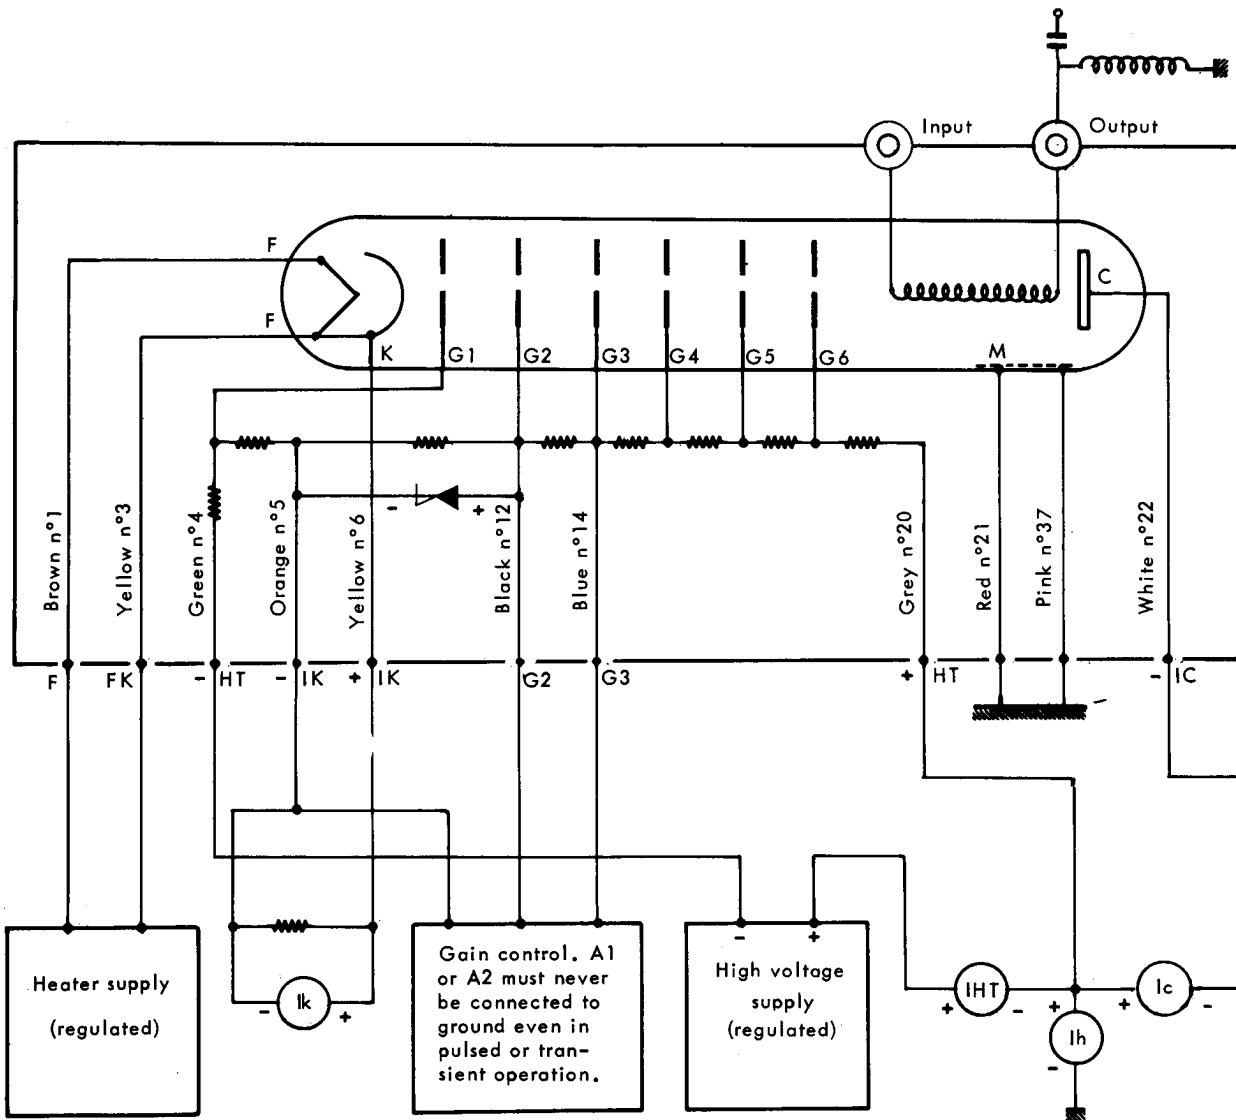 Input
Output
F
C
F
K
G1
G2
G3
G4
G5
G6
M
-
+
Brown n°1
Yellow n°3
Green n°4
Orange n°5
Yellow n°6
Black n°12
Blue n°14
Grey n°20
Red n°21
Pink n°37
White n°22
F
FK
- HT
- IK
+ IK
G2
G3
+ HT
- IC
Heater supply
(regulated)
Ik
- +
Gain control. A1
or A2 must never
be connected to
ground even in
pulsed or tran-
sient operation.
- +
High voltage
supply
(regulated)
IHT
+ -
Ic
+ -
+
Ih
-